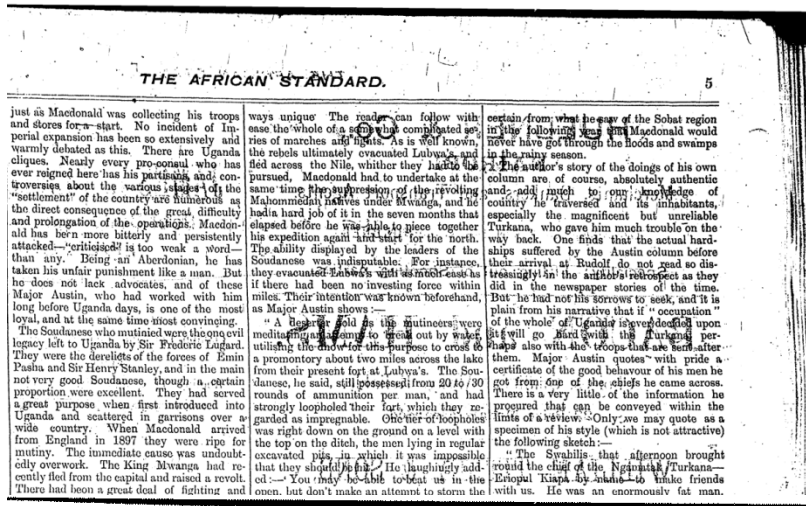 THE AFRICAN STANDARD.
5
just as Macdonald was collecting his troops
and stores for a start. No incident of Im-
perial expansion has been so extensively and
warmly debated as this. There are Uganda
cliques. Nearly every pro-consul who has
ever reigned here has his partisans, and con-
troversies about the various stages of the
"settlement" of the country are numerous as
the direct consequence of the great difficulty
and prolongation of the operations. Macdon-
ald has been more bitterly and persistently
attacked—"criticised" is too weak a word—
than any. Being an Aberdonian, he has
taken his unfair punishment like a man. But
he does not lack advocates, and of these
Major Austin, who had worked with him
long before Uganda days, is one of the most
loyal, and at the same time most convincing.
The Soudanese who mutinied were the one evil
legacy left to Uganda by Sir Frederic Lugard.
They were the derelicts of the forces of Emin
Pasha and Sir Henry Stanley, and in the main
not very good Soudanese, though a certain
proportion were excellent. They had served
a great purpose when first introduced into
Uganda and scattered in garrisons over a
wide country. When Macdonald arrived
from England in 1897 they were ripe for
mutiny. The immediate cause was undoubt-
edly overwork. The King Mwanga had re-
cently fled from the capital and raised a revolt.
There had been a great deal of fighting and
ways unique The reader can follow with
ease the whole of a somewhat complicated se-
ries of marches and fights. As is well known,
the rebels ultimately evacuated Lubwa's, and
fled across the Nile, whither they had to be
pursued, Macdonald had to undertake at the
same time the suppression of the revolting
Mahommedan natives under Mwanga, and he
had a hard job of it in the seven months that
elapsed before he was able to piece together
his expedition again and start for the north.
The ability displayed by the leaders of the
Soudanese was indisputable. For instance,
they evacuated Lubwa's with as much ease as
if there had been no investing force within
miles. Their intention was known beforehand,
as Major Austin shows:—
"A deserter told us the mutineers were
meditating an attempt to break out by water,
utilising the dhow for this purpose to cross to
a promontory about two miles across the lake
from their present fort at Lubwa's. The Sou-
danese, he said, still possessed from 20 to 30
rounds of ammunition per man, and had
strongly loopholed their fort, which they re-
garded as impregnable. One tier of loopholes
was right down on the ground on a level with
the top on the ditch, the men lying in regular
excavated pits, in which it was impossible
that they should be hit. He laughingly add-
ed:—'You may be able to beat us in the
open, but don't make an attempt to storm the
certain from what he saw of the Sobat region
in the following year that Macdonald would
never have got through the floods and swamps
in the rainy season.
The author's story of the doings of his own
column are, of course, absolutely authentic
and add much to our knowledge of
country he traversed and its inhabitants,
especially the magnificent but unreliable
Turkana, who gave him much trouble on the
way back. One finds that the actual hard-
ships suffered by the Austin column before
their arrival at Rudolf do not read so dis-
tressingly in the author's retrospect as they
did in the newspaper stories of the time.
But he had not his sorrows to seek, and it is
plain from his narrative that if "occupation"
of the whole of Uganda is ever decided upon
it will go hard with the Turkana, per-
haps also with the troops that are sent after
them. Major Austin quotes with pride a
certificate of the good behaviour of his men he
got from one of the chiefs he came across.
There is very little of the information he
procured that can be conveyed within the
limits of a review. Only we may quote as a
specimen of his style (which is not attractive)
the following sketch:—
"The Swahilis that afternoon brought
round the chief of the Turkana—
by name to make friends
with us. He was an enormously fat man,